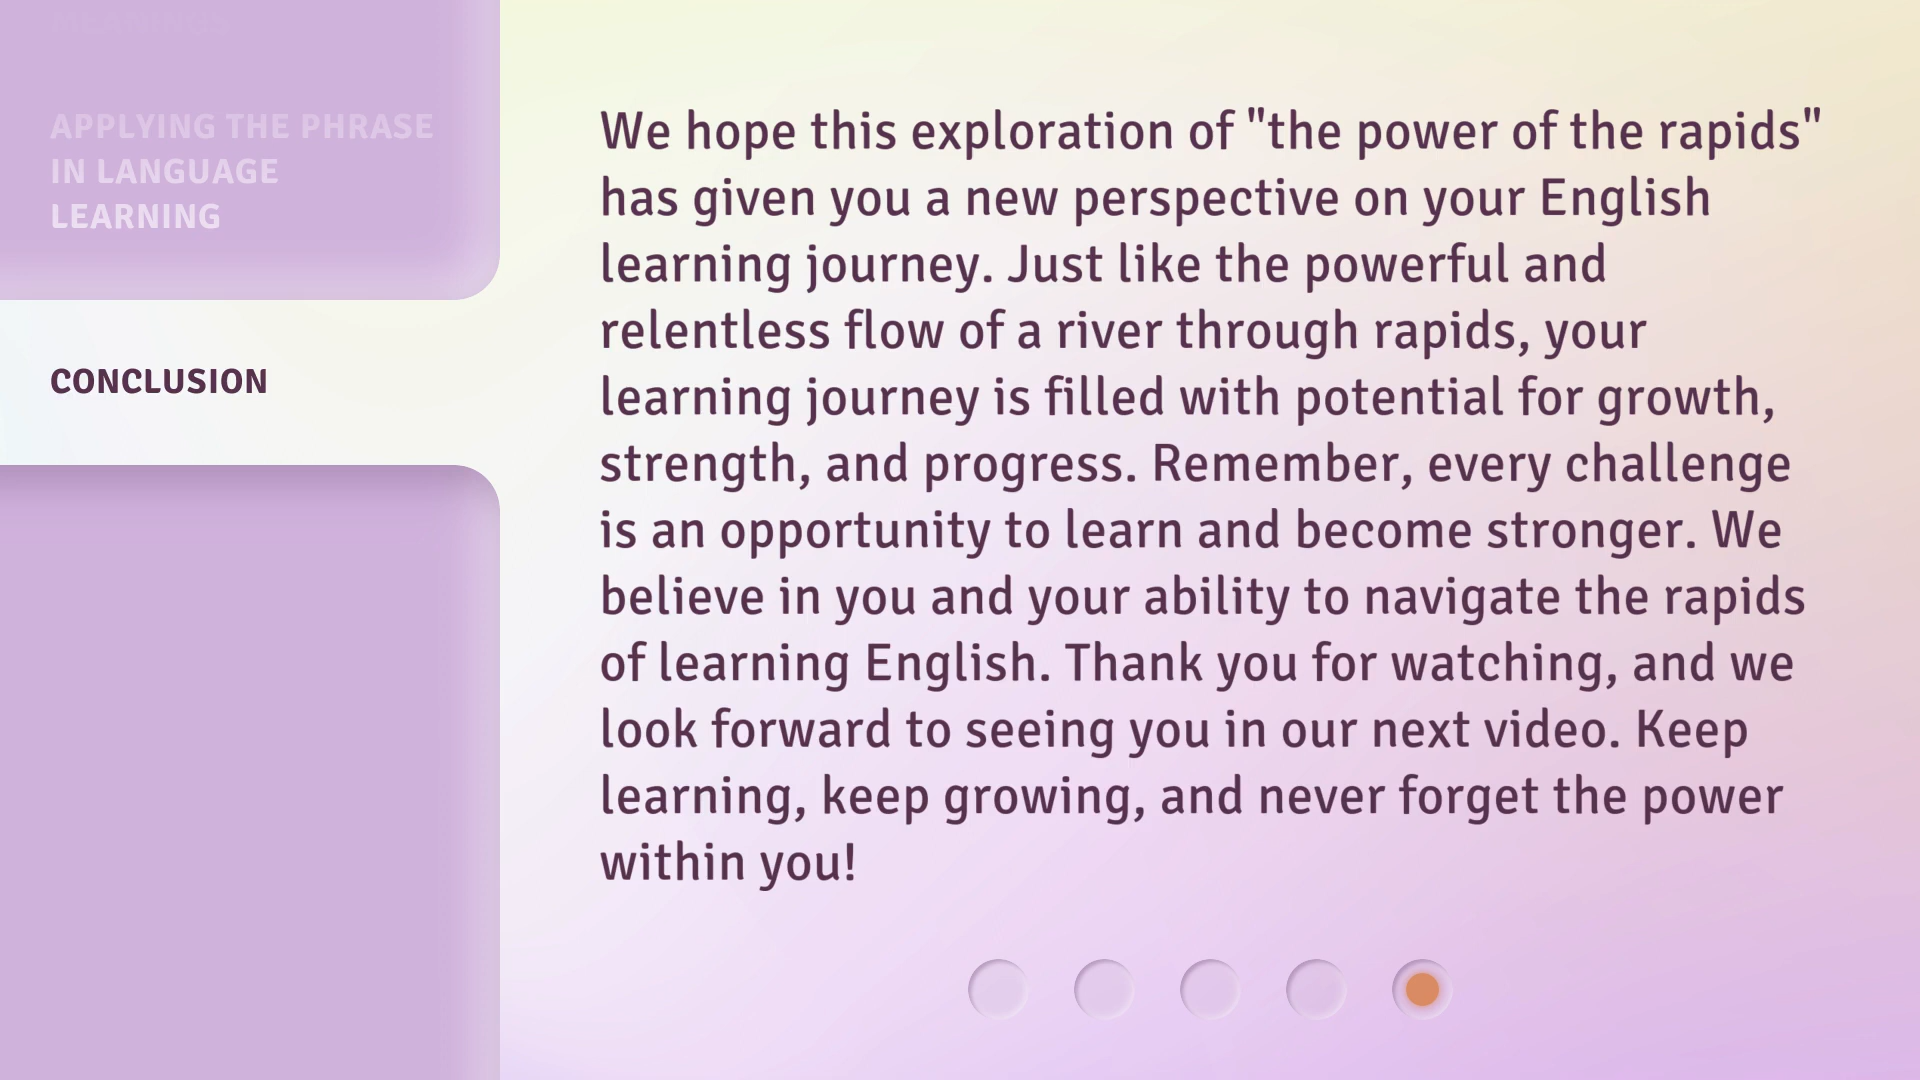 MEANINGS
APPLYING THE PHRASE
IN LANGUAGE
LEARNING
CONCLUSION
We hope this exploration of "the power of the rapids"
has given you a new perspective on your English
learning journey. Just like the powerful and
relentless flow of a river through rapids, your
learning journey is filled with potential for growth,
strength, and progress. Remember, every challenge
is an opportunity to learn and become stronger. We
believe in you and your ability to navigate the rapids
of learning English. Thank you for watching, and we
look forward to seeing you in our next video. Keep
learning, keep growing, and never forget the power
within you!